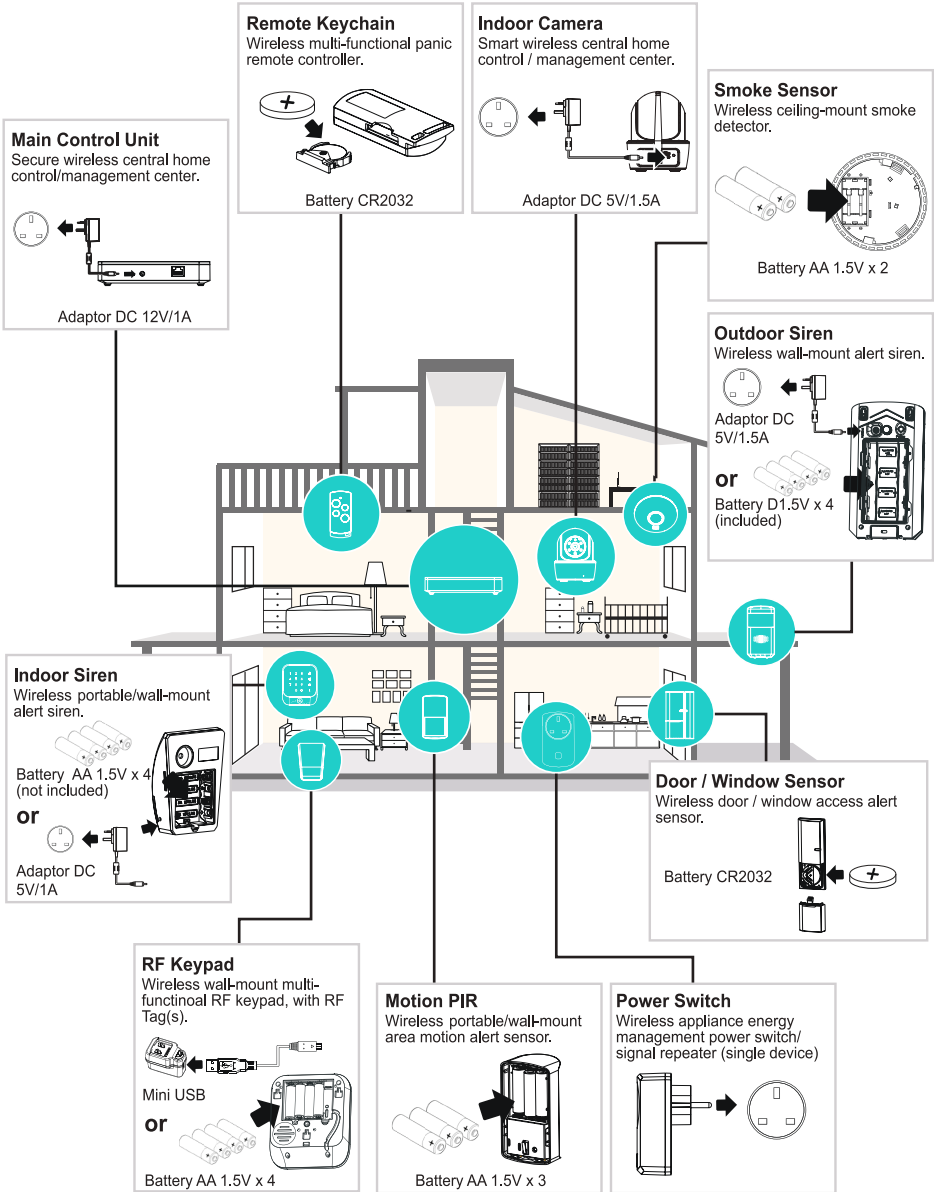 Remote Keychain
Wireless multi-functional panic
remote controller.
Battery CR2032
Indoor Camera
Smart wireless central home
control / management center.
Adaptor DC 5V/1.5A
Smoke Sensor
Wireless ceiling-mount smoke
detector.
Battery AA 1.5V x 2
Main Control Unit
Secure wireless central home
control/management center.
Adaptor DC 12V/1A
Outdoor Siren
Wireless wall-mount alert siren.
Adaptor DC
5V/1.5A
or
Battery D1.5V x 4
(included)
Indoor Siren
Wireless portable/wall-mount
alert siren.
Battery AA 1.5V x 4
(not included)
or
Adaptor DC
5V/1A
Door / Window Sensor
Wireless door / window access alert
sensor.
Battery CR2032
RF Keypad
Wireless wall-mount multi-
functinoal RF keypad, with RF
Tag(s).
Mini USB
or
Battery AA 1.5V x 4
Motion PIR
Wireless portable/wall-mount
area motion alert sensor.
Battery AA 1.5V x 3
Power Switch
Wireless appliance energy
management power switch/
signal repeater (single device)